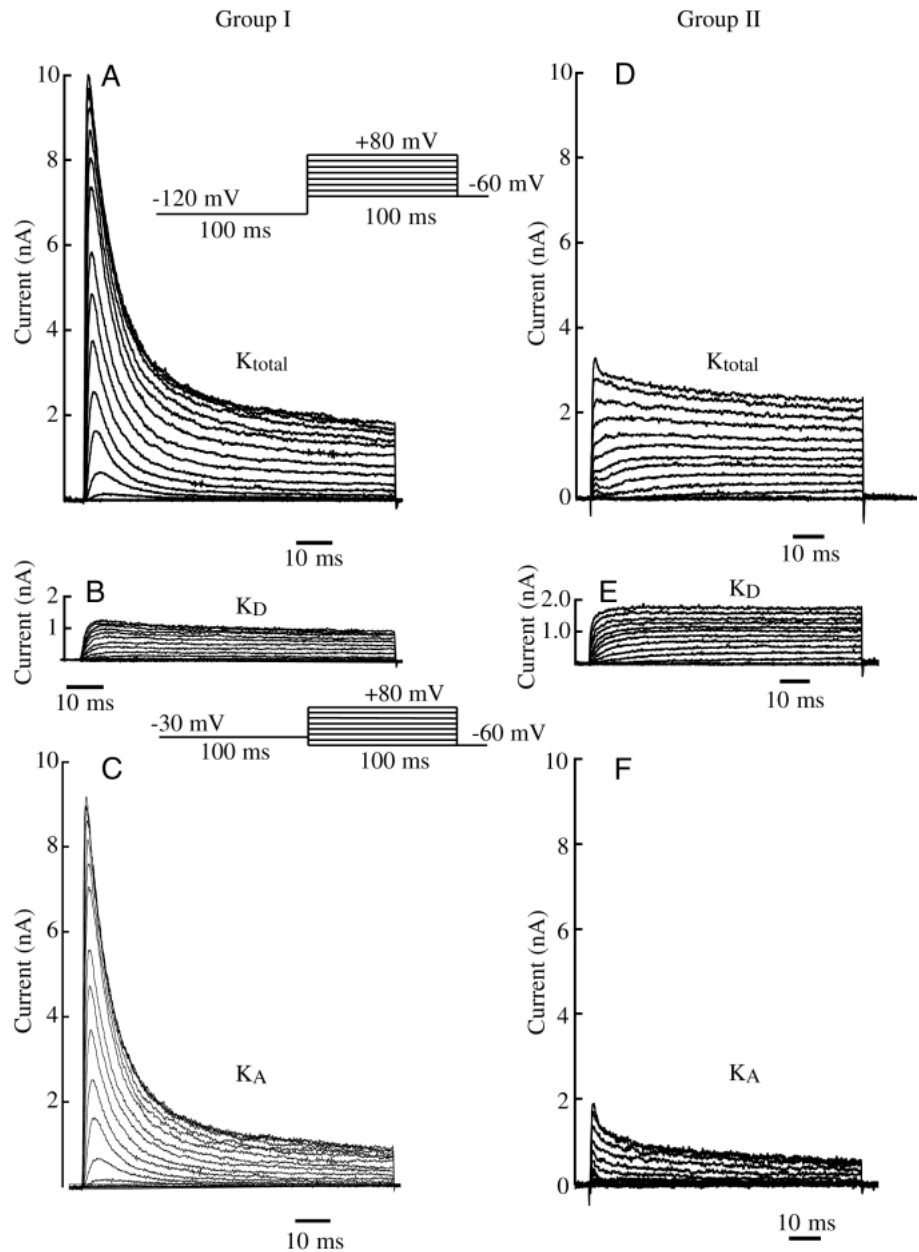 Group I
Group II
A
10
8
6
4
2
Current (nA)
+80 mV
-120 mV
-60 mV
100 ms
100 ms
Ktotal
10 ms
D
10
8
6
4
2
0
Current (nA)
Ktotal
10 ms
B
2
1
Current (nA)
KD
10 ms
E
2.0
1.0
Current (nA)
KD
10 ms
+80 mV
-30 mV
-60 mV
100 ms
100 ms
C
10
8
6
4
2
Current (nA)
KA
10 ms
F
10
8
6
4
2
0
Current (nA)
KA
10 ms